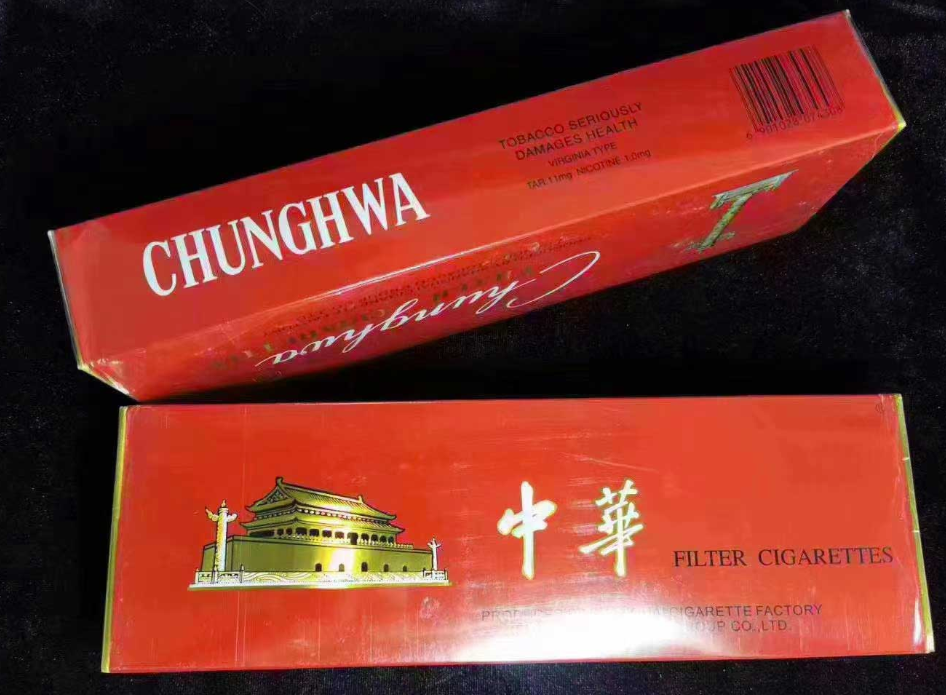 CHUNGHWA
TOBACCO SERIOUSLY
DAMAGES HEALTH
VIRGINIA TYPE
TAR 11mg NICOTINE 1.0mg
Chunghwa
中華
FILTER CIGARETTES
CIGARETTE FACTORY
CO.,LTD.